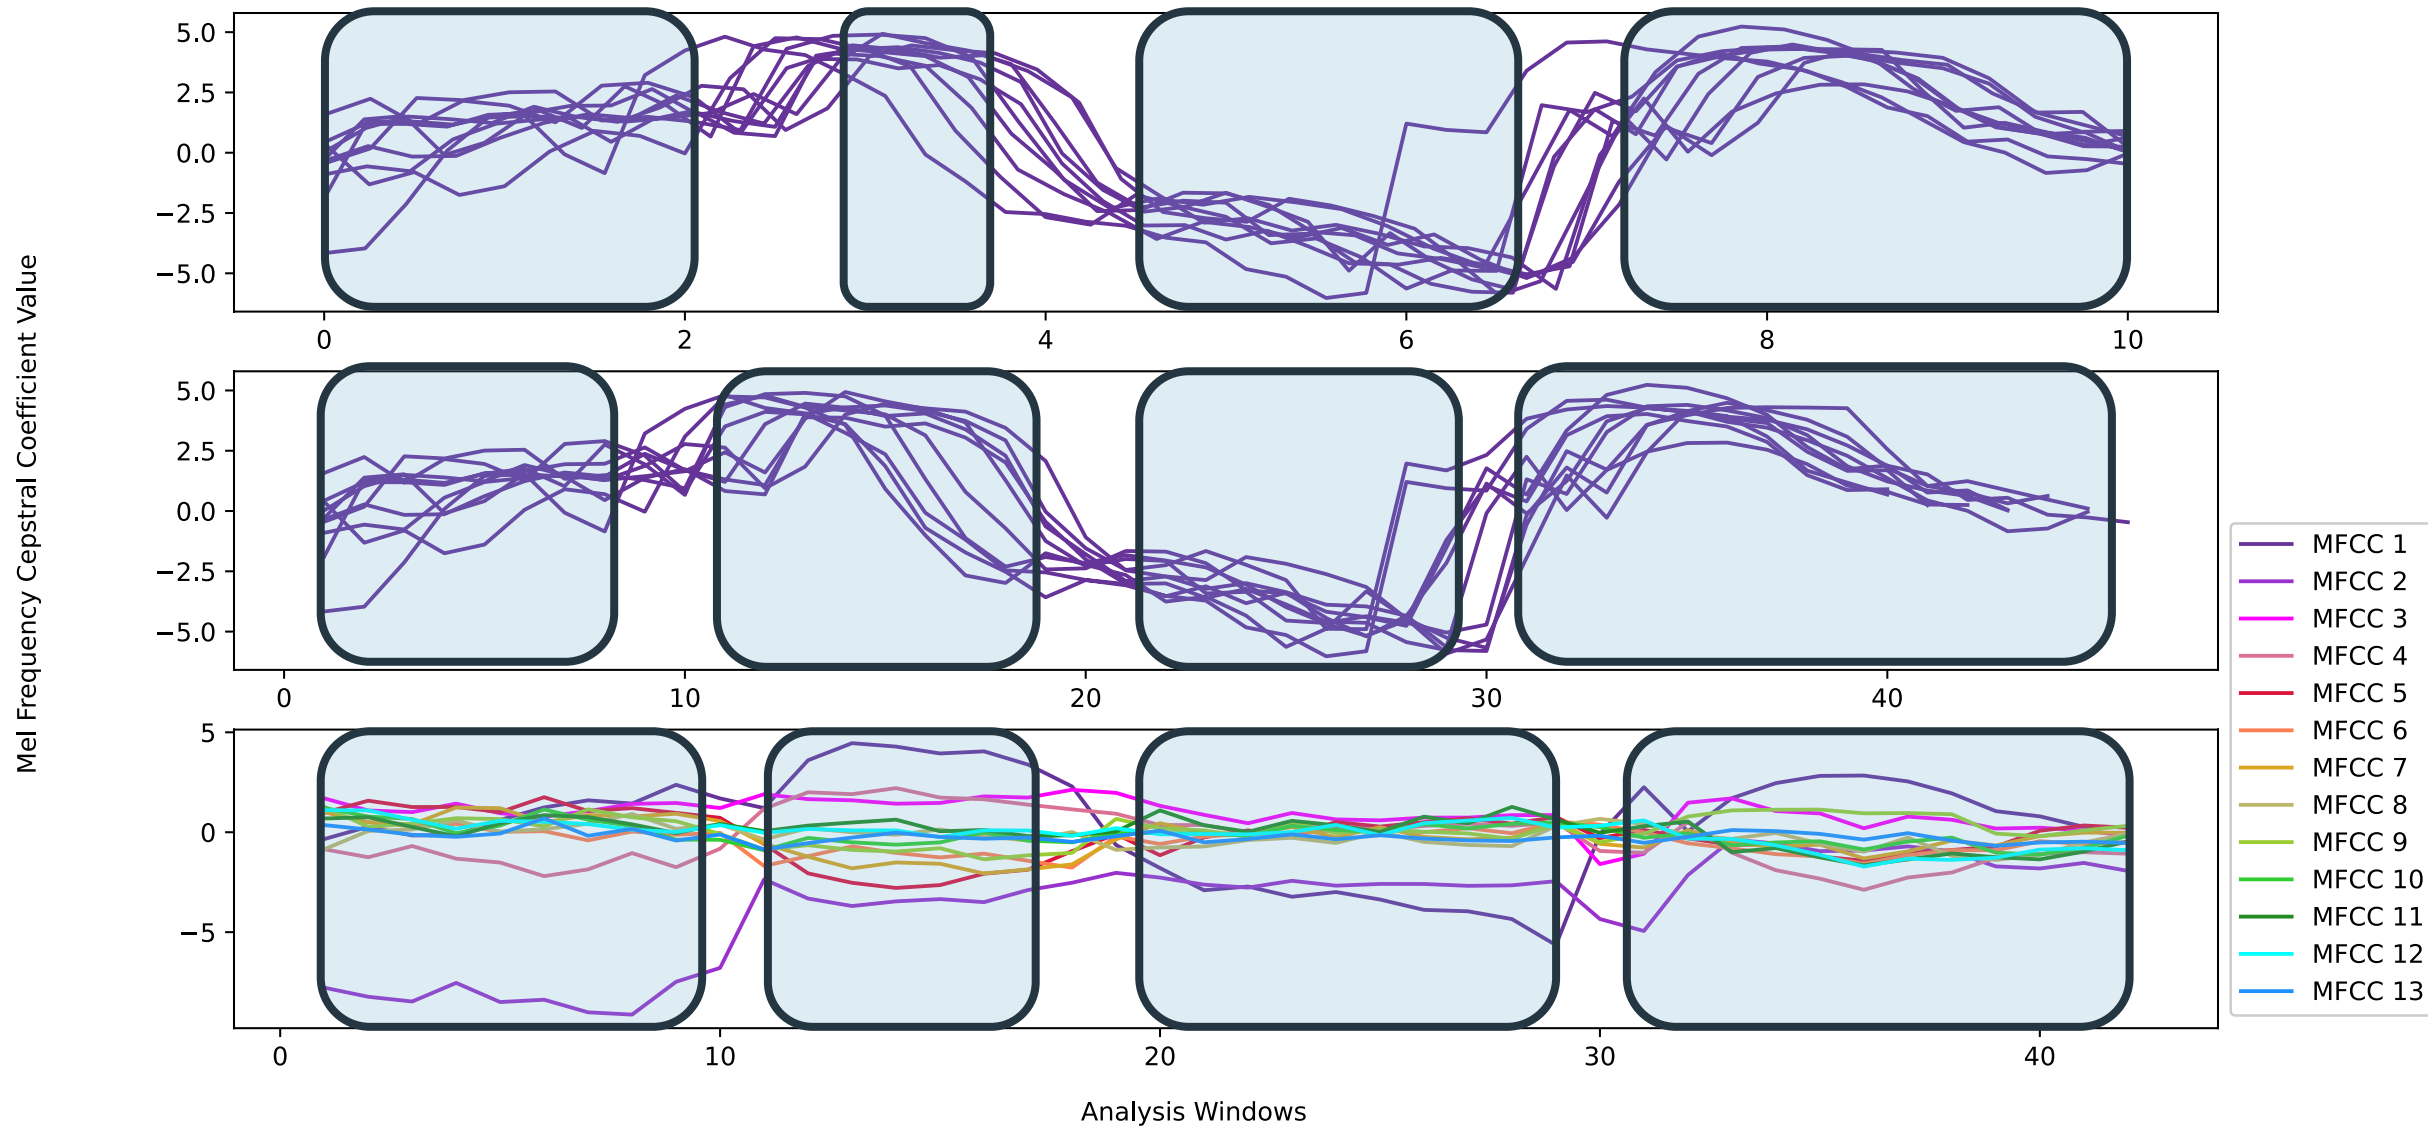 Mel Frequency Cepstral Coefficient Value
5.0
2.5
0.0
−2.5
−5.0
0 2 4 6 8 10
5.0
2.5
0.0
−2.5
−5.0
0 10 20 30 40
5
0
−5
0 10 20 30 40
Analysis Windows
MFCC 1
MFCC 2
MFCC 3
MFCC 4
MFCC 5
MFCC 6
MFCC 7
MFCC 8
MFCC 9
MFCC 10
MFCC 11
MFCC 12
MFCC 13